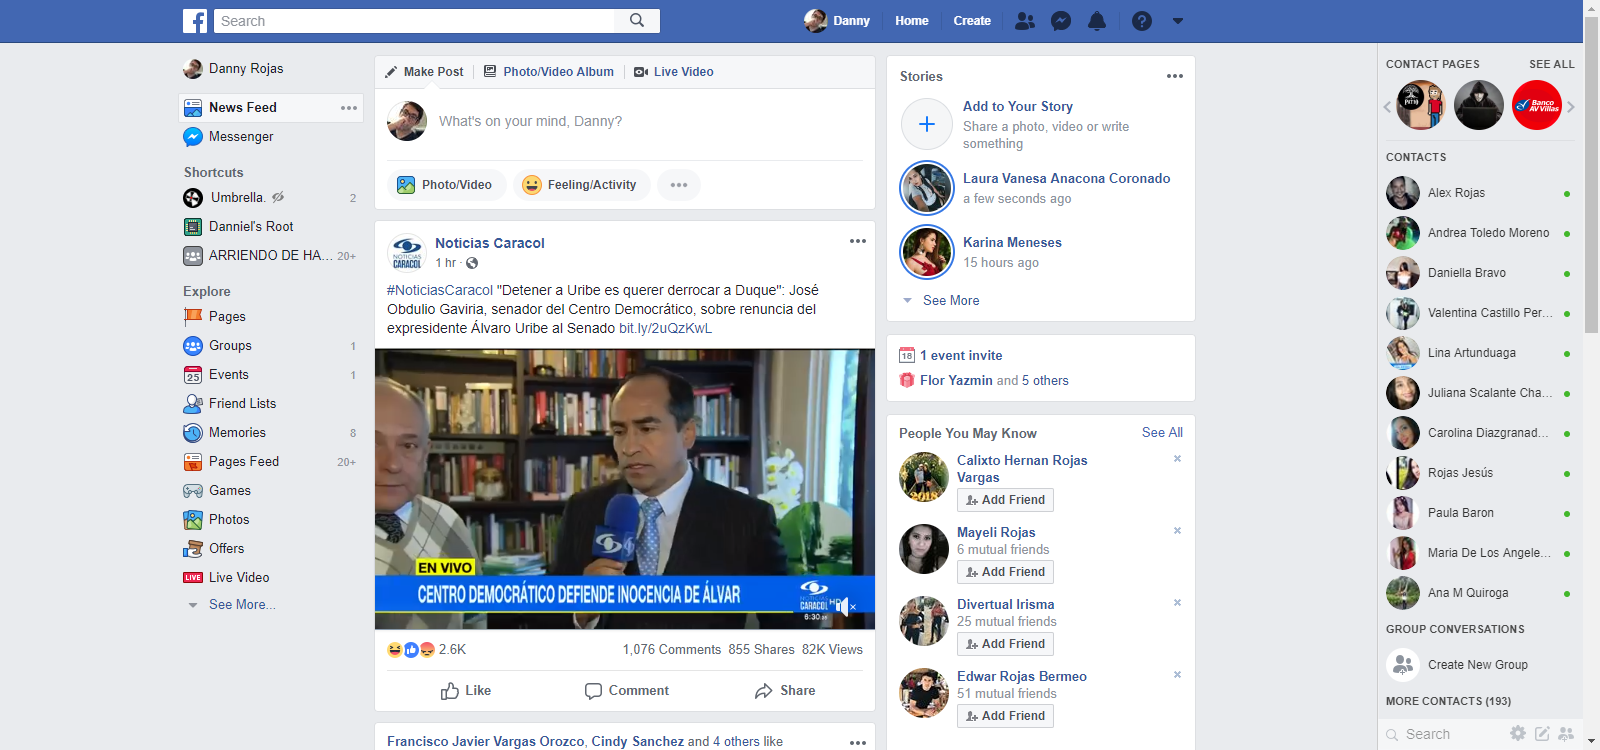 Search
Danny
Home
Create
Danny Rojas
News Feed
Messenger
Shortcuts
Umbrella.
2
Danniel's Root
ARRIENDO DE HA...
20+
Explore
Pages
Groups
1
25
Events
1
Friend Lists
Memories
8
Pages Feed
20+
Games
Photos
Offers
LIVE
Live Video
See More...
Make Post
Photo/Video Album
Live Video
What's on your mind, Danny?
Photo/Video
Feeling/Activity
NOTICIAS
CARACOL
Noticias Caracol
1 hr ·
#NoticiasCaracol "Detener a Uribe es querer derrocar a Duque": José
Obdulio Gaviria, senador del Centro Democrático, sobre renuncia del
expresidente Álvaro Uribe al Senado bit.ly/2uQzKwL
EN VIVO
CENTRO DEMOCRÁTICO DEFIENDE INOCENCIA DE ÁLVAR
NOTICIAS
CARACOL HD
6:30
2.6K
1,076 Comments 855 Shares 82K Views
Like
Comment
Share
Francisco Javier Vargas Orozco, Cindy Sanchez and 4 others like
Stories
Add to Your Story
Share a photo, video or write
something
Laura Vanesa Anacona Coronado
a few seconds ago
Karina Meneses
15 hours ago
See More
18
1 event invite
Flor Yazmin and 5 others
People You May Know
See All
2018
Calixto Hernan Rojas
Vargas
Add Friend
Mayeli Rojas
6 mutual friends
Add Friend
Divertual Irisma
25 mutual friends
Add Friend
Edwar Rojas Bermeo
51 mutual friends
Add Friend
CONTACT PAGES
SEE ALL
Banco
AV Villas
CONTACTS
Alex Rojas
Andrea Toledo Moreno
Daniella Bravo
Valentina Castillo Per...
Lina Artunduaga
Juliana Scalante Cha...
Carolina Diazgranad...
Rojas Jesús
Paula Baron
Maria De Los Angele...
Ana M Quiroga
GROUP CONVERSATIONS
Create New Group
MORE CONTACTS (193)
Search